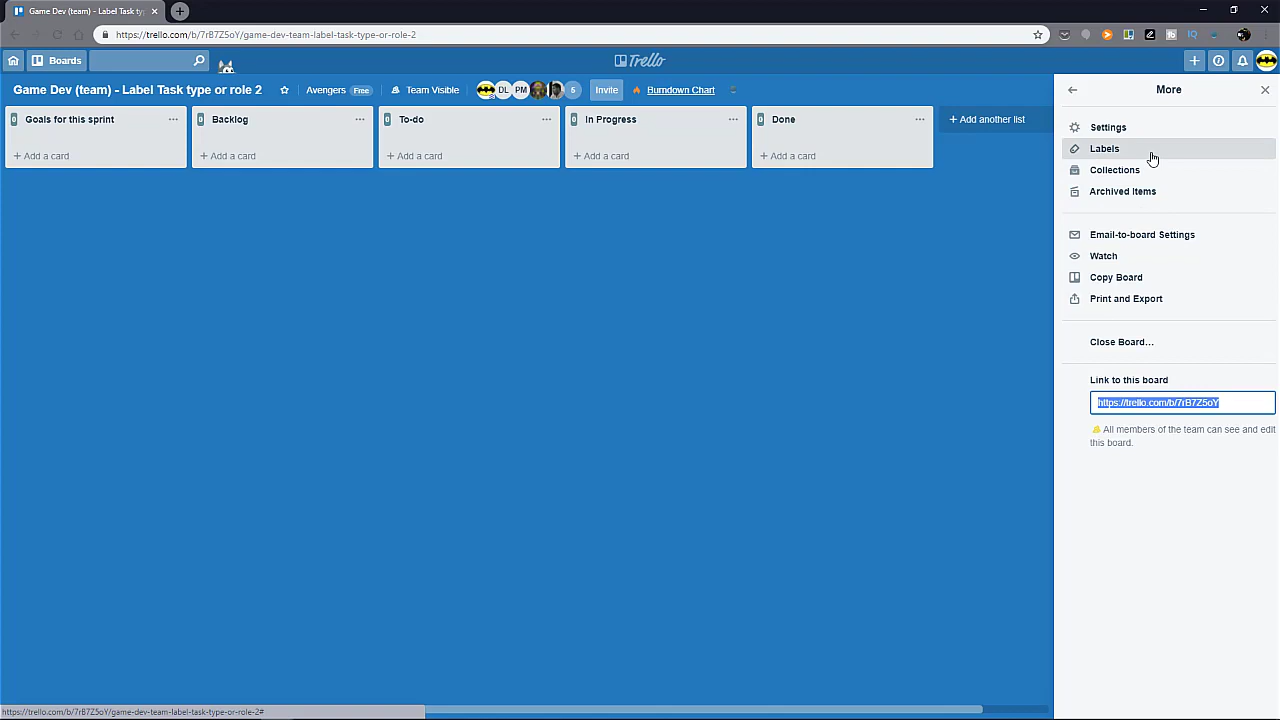 Game Dev (team) - Label Task ty
https://trello.com/b/7rB7Z5oY/game-dev-team-label-task-type-or-role-2
Boards
Trello
Game Dev (team) - Label Task type or role 2
Avengers Free
Team Visible
DL
PM
5
Invite
Burndown Chart
More
0 Goals for this sprint
0 Backlog
0 To-do
0 In Progress
0 Done
+ Add another list
+ Add a card
+ Add a card
+ Add a card
+ Add a card
+ Add a card
Settings
Labels
Collections
Archived Items
Email-to-board Settings
Watch
Copy Board
Print and Export
Close Board...
Link to this board
https://trello.com/b/7rB7Z5oY
All members of the team can see and edit
this board.
https://trello.com/b/7rB7Z5oY/game-dev-team-label-task-type-or-role-2#